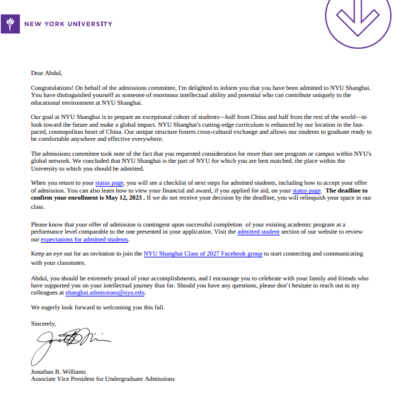 NEW YORK UNIVERSITY
Dear Abdul,
Congratulations! On behalf of the admissions committee, I'm delighted to inform you that you have been admitted to NYU Shanghai.
You have distinguished yourself as someone of enormous intellectual ability and potential who can contribute uniquely to the
educational environment at NYU Shanghai.
Our goal at NYU Shanghai is to prepare an exceptional cohort of students—half from China and half from the rest of the world—to
look toward the future and make a global impact. NYU Shanghai's cutting-edge curriculum is enhanced by our location in the fast-
paced, cosmopolitan heart of China. Our unique structure fosters cross-cultural exchange and allows our students to graduate ready to
be comfortable anywhere and effective everywhere.
The admissions committee took note of the fact that you requested consideration for more than one program or campus within NYU's
global network. We concluded that NYU Shanghai is the part of NYU for which you are best matched, the place within the
University to which you should be admitted.
When you return to your status page, you will see a checklist of next steps for admitted students, including how to accept your offer
of admission. You can also learn how to view your financial aid award, if you applied for aid, on your status page. The deadline to
confirm your enrollment is May 12, 2023 . If we do not receive your decision by the deadline, you will relinquish your space in our
class.
Please know that your offer of admission is contingent upon successful completion of your existing academic program at a
performance level comparable to the one presented in your application. Visit the admitted student section of our website to review
our expectations for admitted students.
Keep an eye out for an invitation to join the NYU Shanghai Class of 2027 Facebook group to start connecting and communicating
with your classmates.
Abdul, you should be extremely proud of your accomplishments, and I encourage you to celebrate with your family and friends who
have supported you on your intellectual journey thus far. Should you have any questions, please don't hesitate to reach out to my
colleagues at shanghai.admissions@nyu.edu.
We eagerly look forward to welcoming you this fall.
Sincerely,
Jonathan B. Williams
Associate Vice President for Undergraduate Admissions